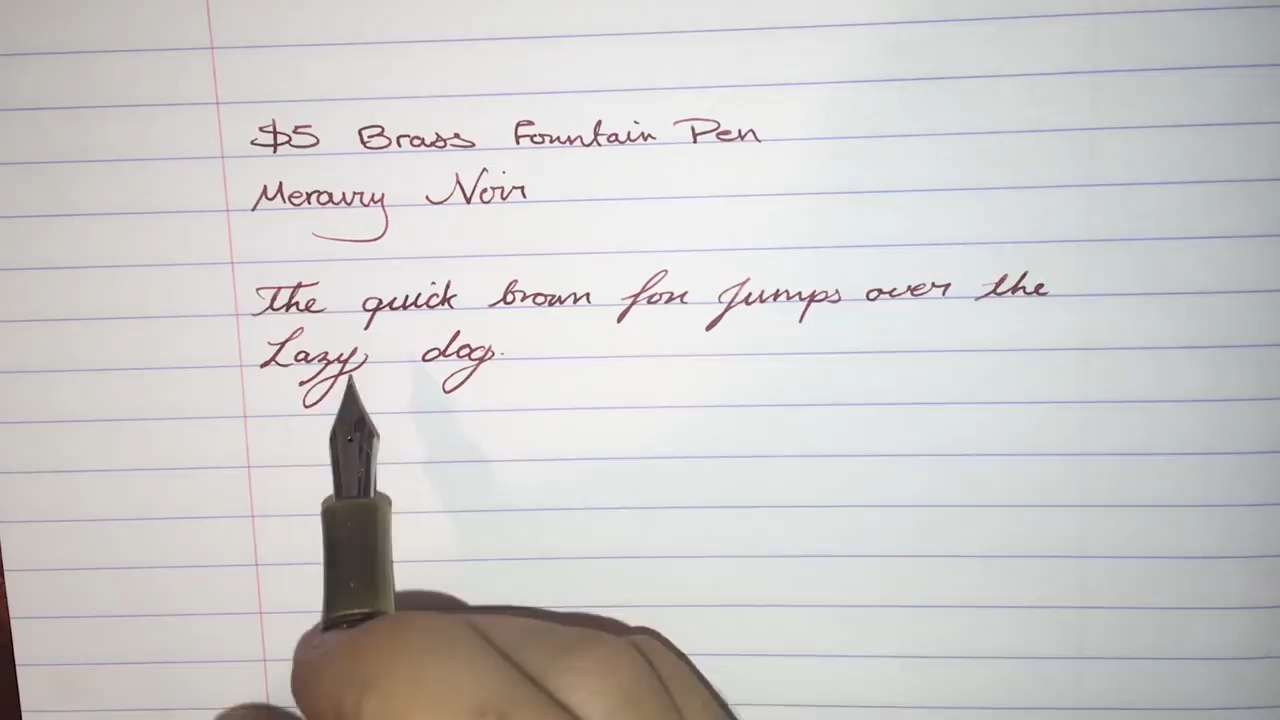 $5 Brass Fountain Pen
Mercury Noir
The quick brown fox Jumps over the
Lazy dog.